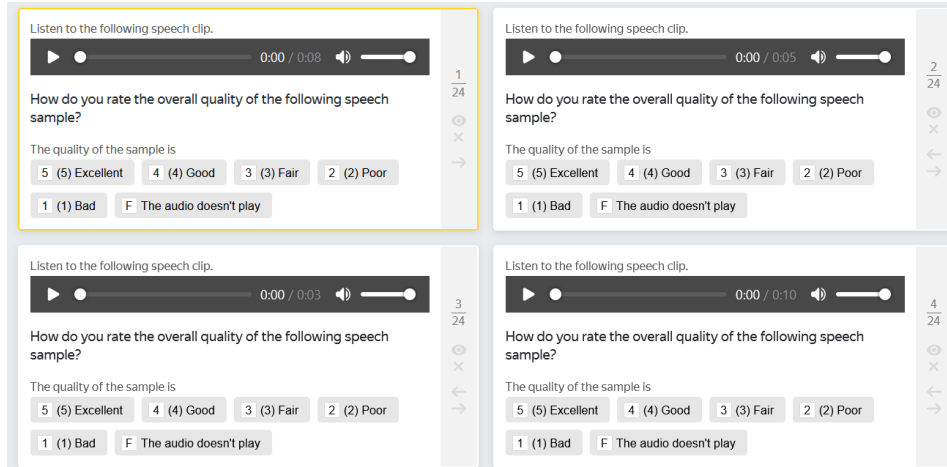 Listen to the following speech clip.
0:00 / 0:08
1
24
How do you rate the overall quality of the following speech
sample?
The quality of the sample is
5 (5) Excellent 4 (4) Good 3 (3) Fair 2 (2) Poor
1 (1) Bad F The audio doesn't play
Listen to the following speech clip.
0:00 / 0:05
2
24
How do you rate the overall quality of the following speech
sample?
The quality of the sample is
5 (5) Excellent 4 (4) Good 3 (3) Fair 2 (2) Poor
1 (1) Bad F The audio doesn't play
Listen to the following speech clip.
0:00 / 0:03
3
24
How do you rate the overall quality of the following speech
sample?
The quality of the sample is
5 (5) Excellent 4 (4) Good 3 (3) Fair 2 (2) Poor
1 (1) Bad F The audio doesn't play
Listen to the following speech clip.
0:00 / 0:10
4
24
How do you rate the overall quality of the following speech
sample?
The quality of the sample is
5 (5) Excellent 4 (4) Good 3 (3) Fair 2 (2) Poor
1 (1) Bad F The audio doesn't play